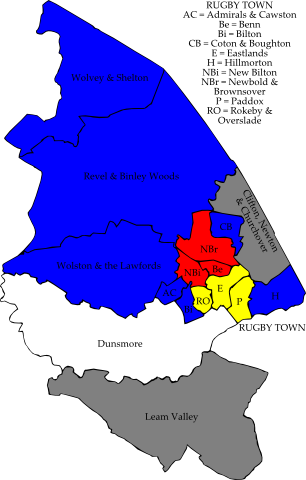 RUGBY TOWN
AC = Admirals & Cawston
Be = Benn
Bi = Bilton
CB = Coton & Boughton
E = Eastlands
H = Hillmorton
NBi = New Bilton
NBr = Newbold &
Brownsover
P = Paddox
RO = Rokeby &
Overslade
Wolvey & Shelton
Revel & Binley Woods
Clifton, Newton
& Churchover
CB
NBr
Wolston & the Lawfords
NBi
Be
AC
E
H
RO
P
Bi
RUGBY TOWN
Dunsmore
Leam Valley